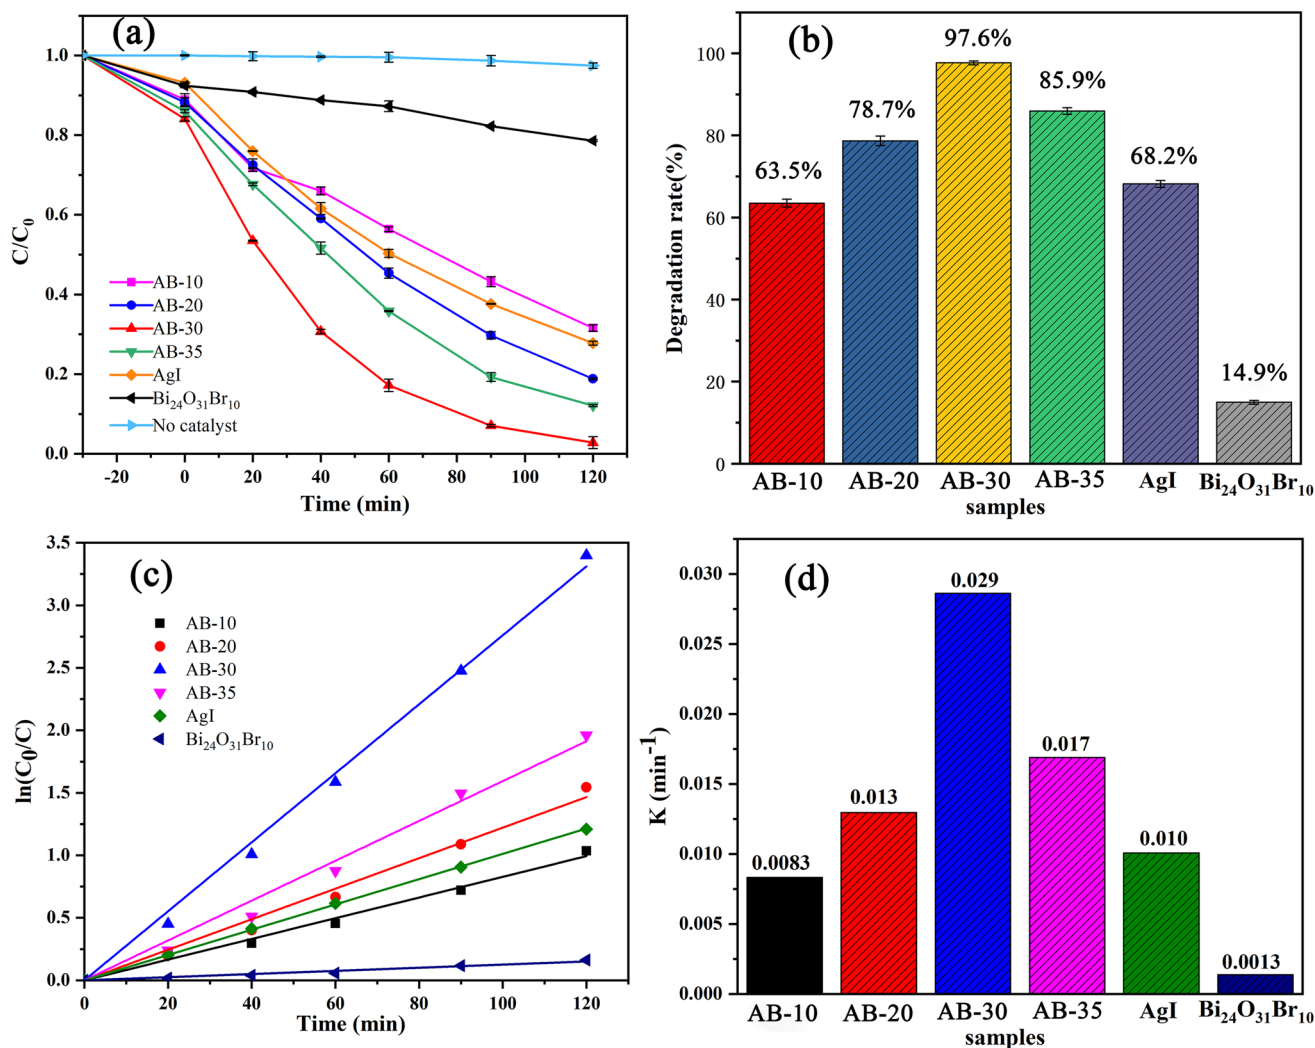 (a)
1.0
0.8
0.6
0.4
0.2
0.0
C/C₀
AB-10
AB-20
AB-30
AB-35
AgI
Bi₂₄O₃₁Br₁₀
No catalyst
-20 0 20 40 60 80 100 120
Time (min)
(b)
100
80
60
40
20
0
Degradation rate(%)
63.5%
78.7%
97.6%
85.9%
68.2%
14.9%
AB-10 AB-20 AB-30 AB-35 AgI Bi₂₄O₃₁Br₁₀
samples
(c)
3.5
3.0
2.5
2.0
1.5
1.0
0.5
0.0
ln(C₀/C)
AB-10
AB-20
AB-30
AB-35
AgI
Bi₂₄O₃₁Br₁₀
0 20 40 60 80 100 120
Time (min)
(d)
0.030
0.025
0.020
0.015
0.010
0.005
0.000
K (min⁻¹)
0.0083
0.013
0.029
0.017
0.010
0.0013
AB-10 AB-20 AB-30 AB-35 AgI Bi₂₄O₃₁Br₁₀
samples